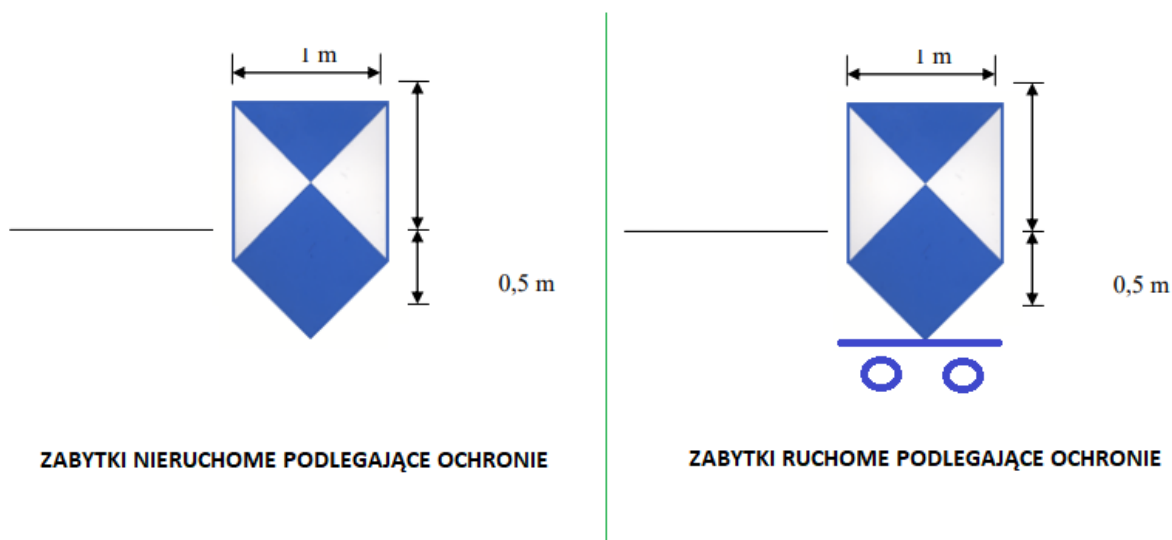 1 m
0,5 m
ZABYTKI NIERUCHOME PODLEGAJĄCE OCHRONIE
1 m
0,5 m
ZABYTKI RUCHOME PODLEGAJĄCE OCHRONIE